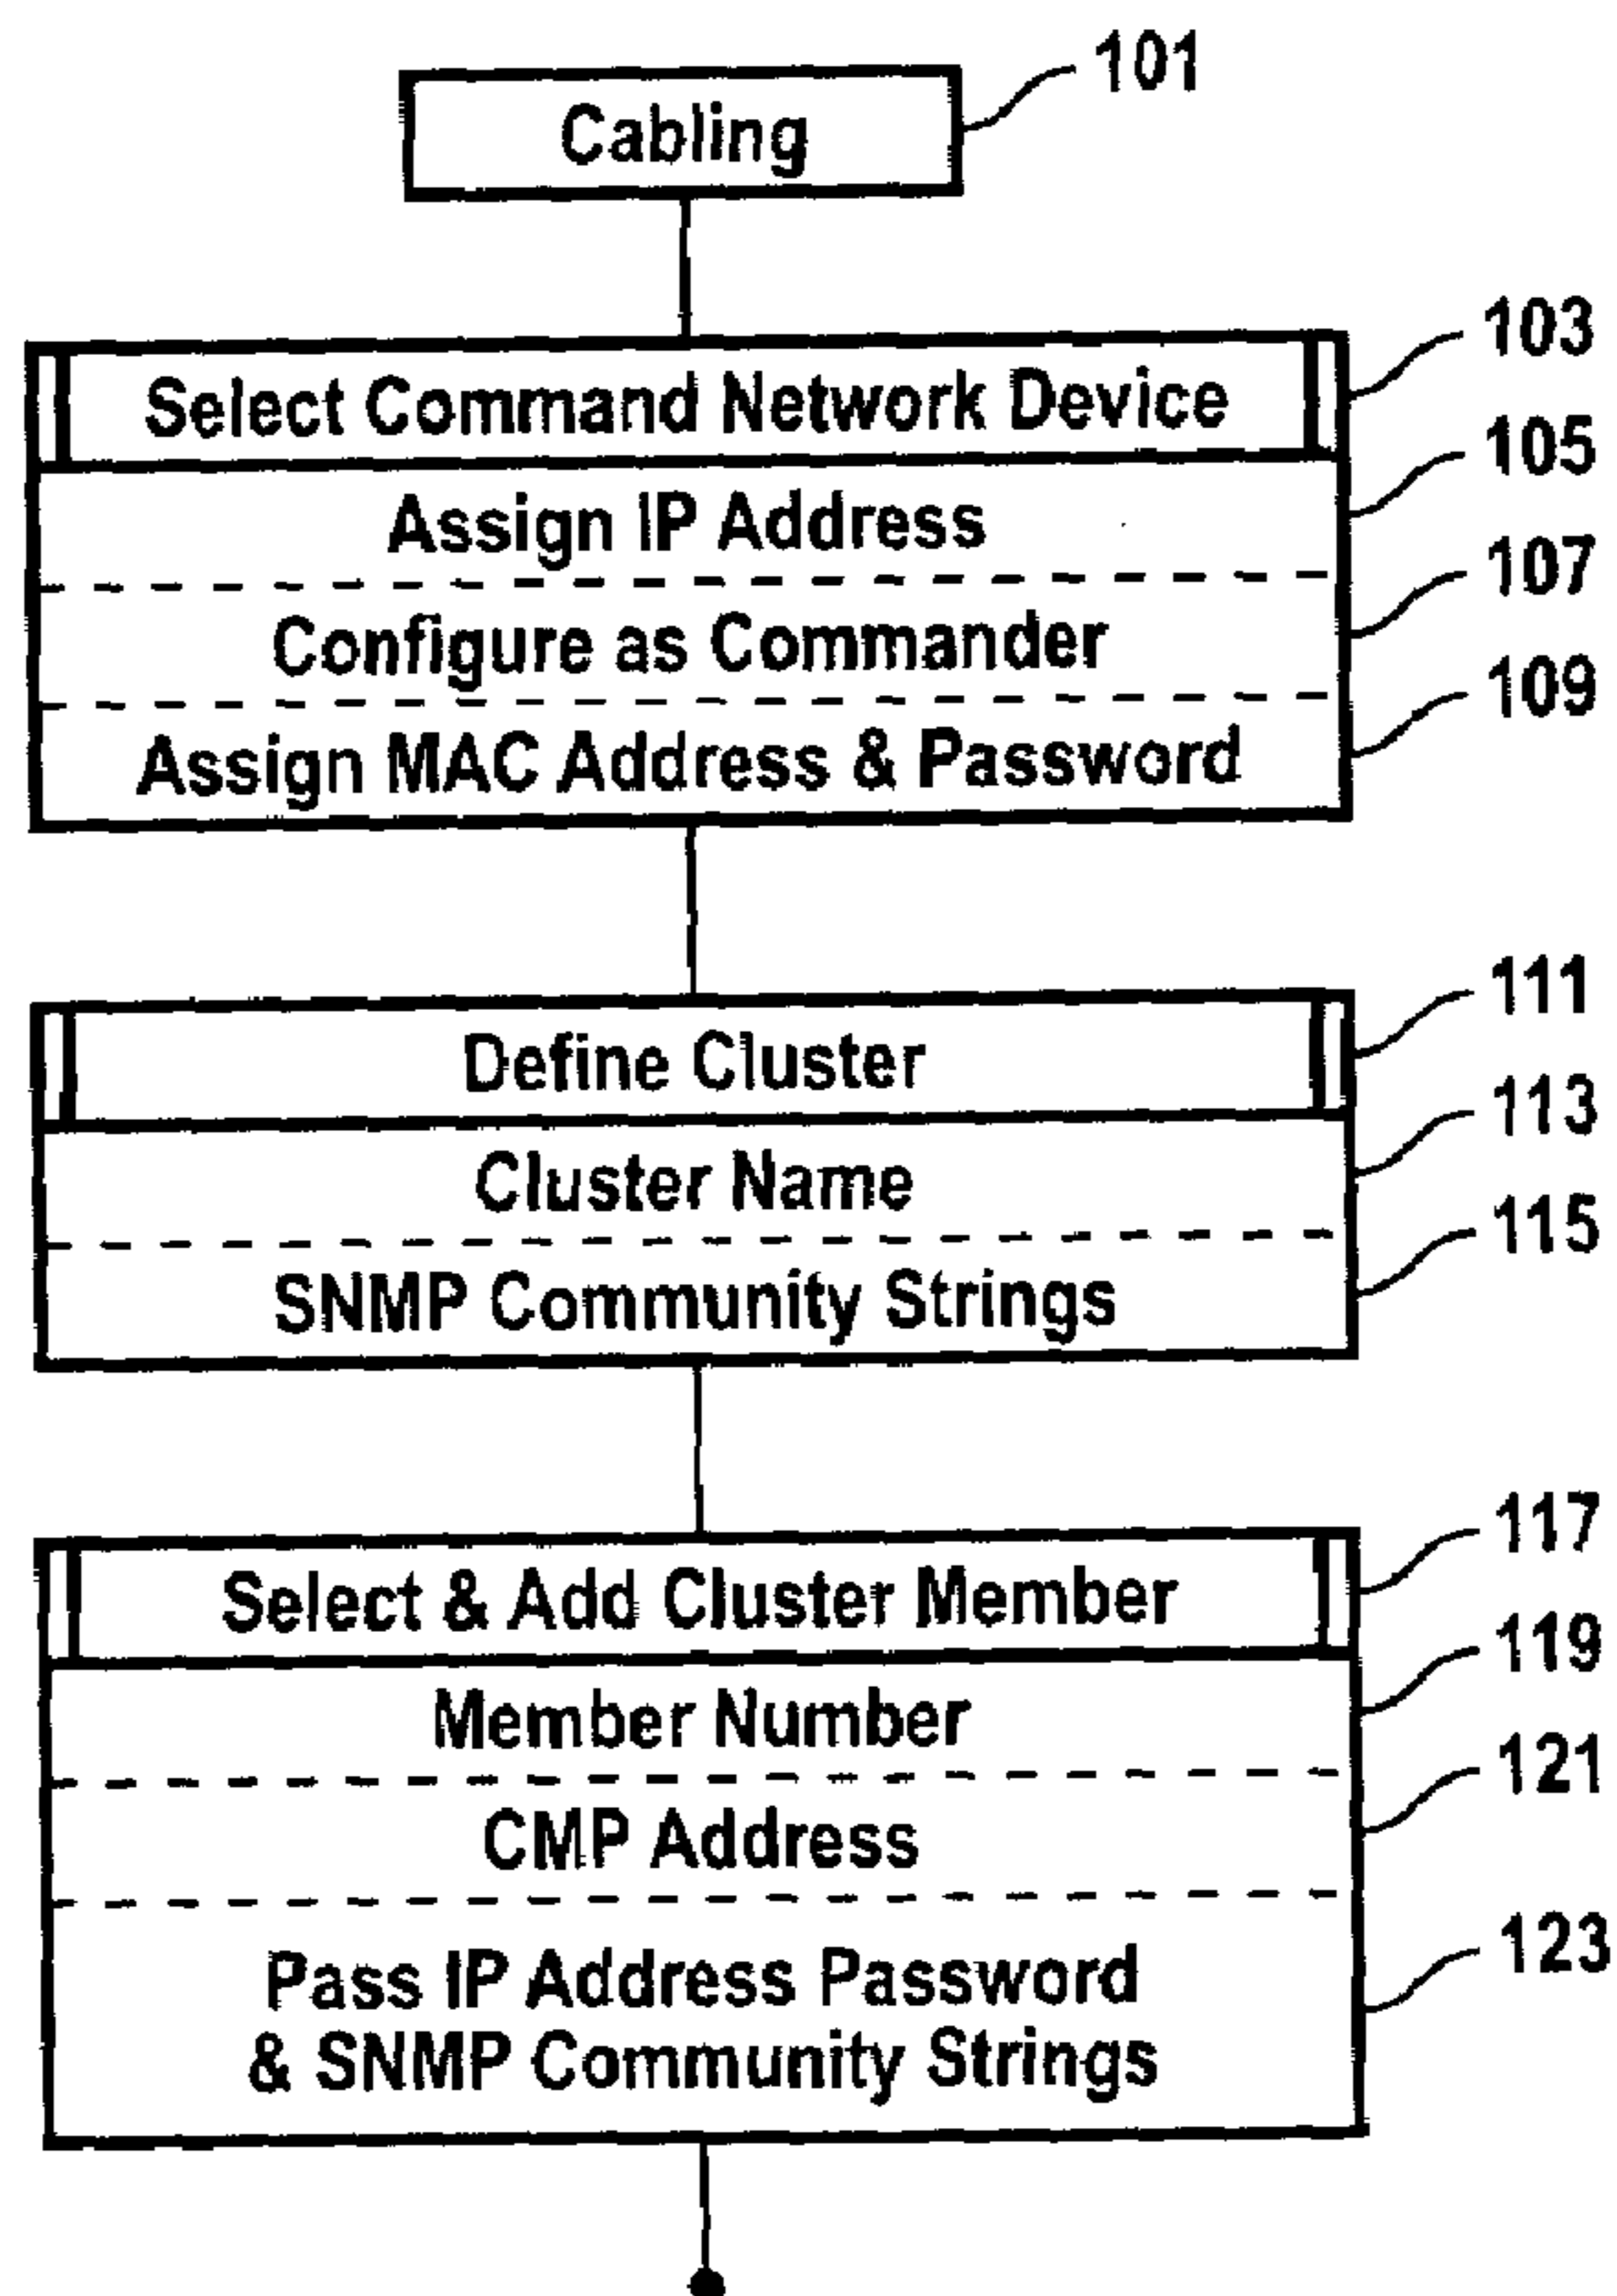 Cabling
101
Select Command Network Device
103
Assign IP Address
105
Configure as Commander
107
Assign MAC Address & Password
109
Define Cluster
111
Cluster Name
113
SNMP Community Strings
115
Select & Add Cluster Member
117
Member Number
119
CMP Address
121
Pass IP Address Password
& SNMP Community Strings
123